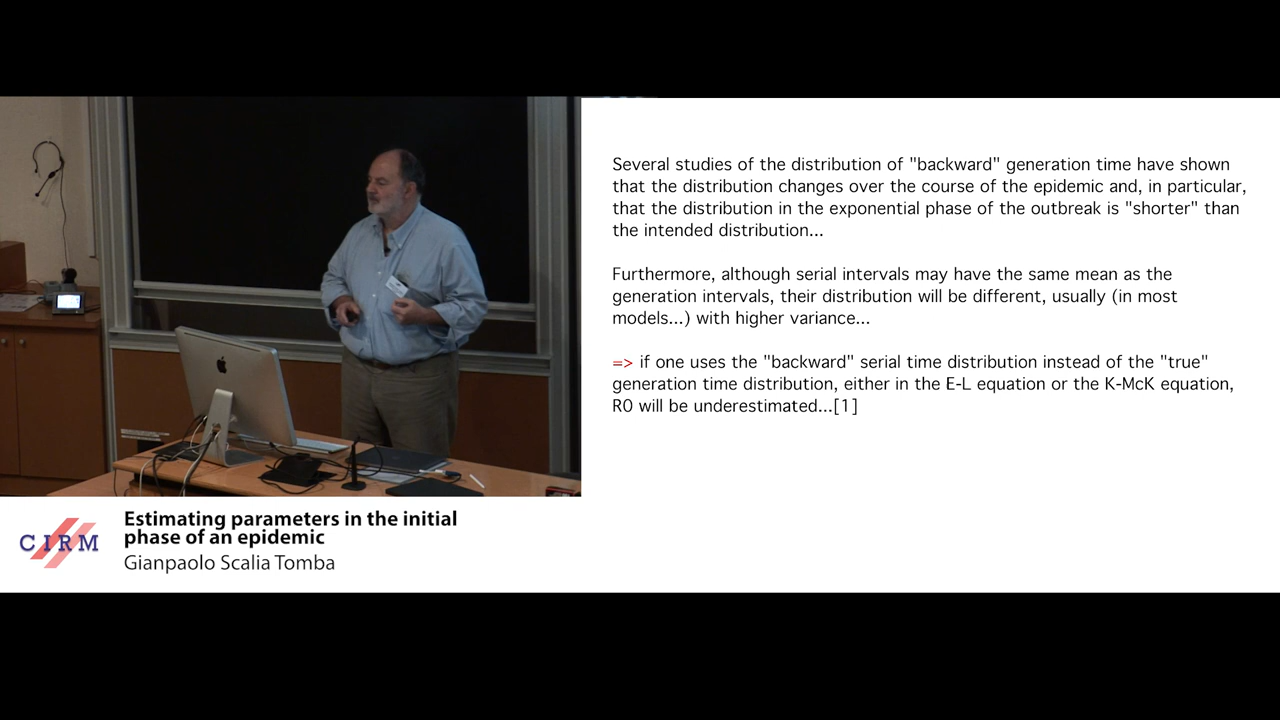 Several studies of the distribution of "backward" generation time have shown
that the distribution changes over the course of the epidemic and, in particular,
that the distribution in the exponential phase of the outbreak is "shorter" than
the intended distribution...
Furthermore, although serial intervals may have the same mean as the
generation intervals, their distribution will be different, usually (in most
models...) with higher variance...
=> if one uses the "backward" serial time distribution instead of the "true"
generation time distribution, either in the E-L equation or the K-McK equation,
R0 will be underestimated...[1]
CIRM
Estimating parameters in the initial
phase of an epidemic
Gianpaolo Scalia Tomba